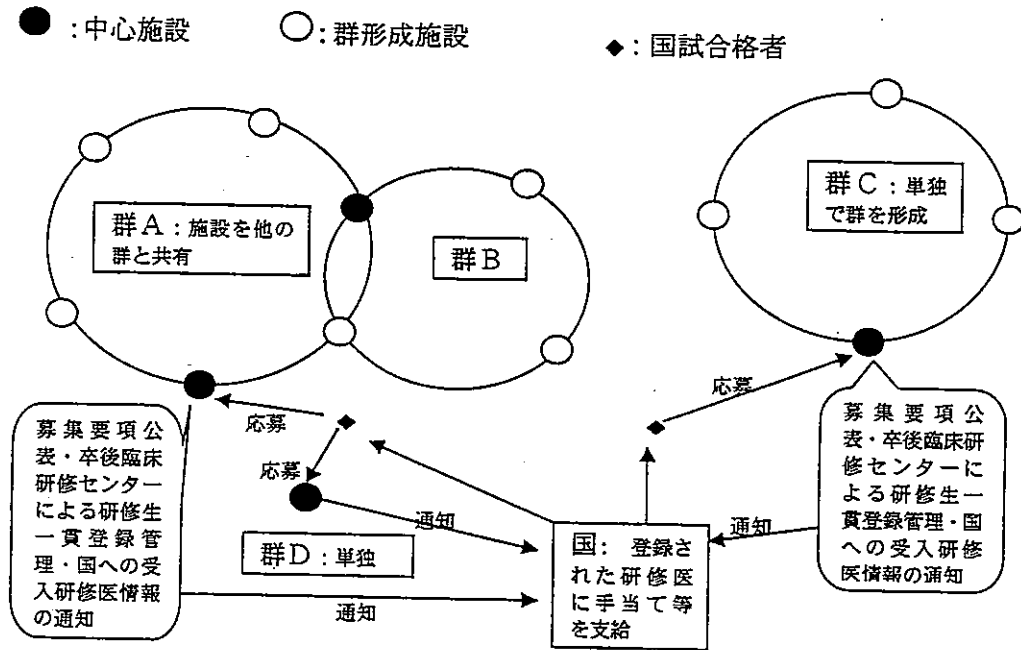 ●：中心施設　○：群形成施設　◆：国試合格者
群A：施設を他の
群と共有
群B
群C：単独
で群を形成
応募
応募
応募
募集要項公
表・卒後臨床
研修センター
による研修生
一貫登録管
理・国への受
入研修医情報
の通知
群D：単独
通知
通知
国：　登録さ
れた研修医
に手当て等
を支給
通知
募集要項公
表・卒後臨床研
修センターに
よる研修生一
貫登録管理・国
への受入研修
医情報の通知